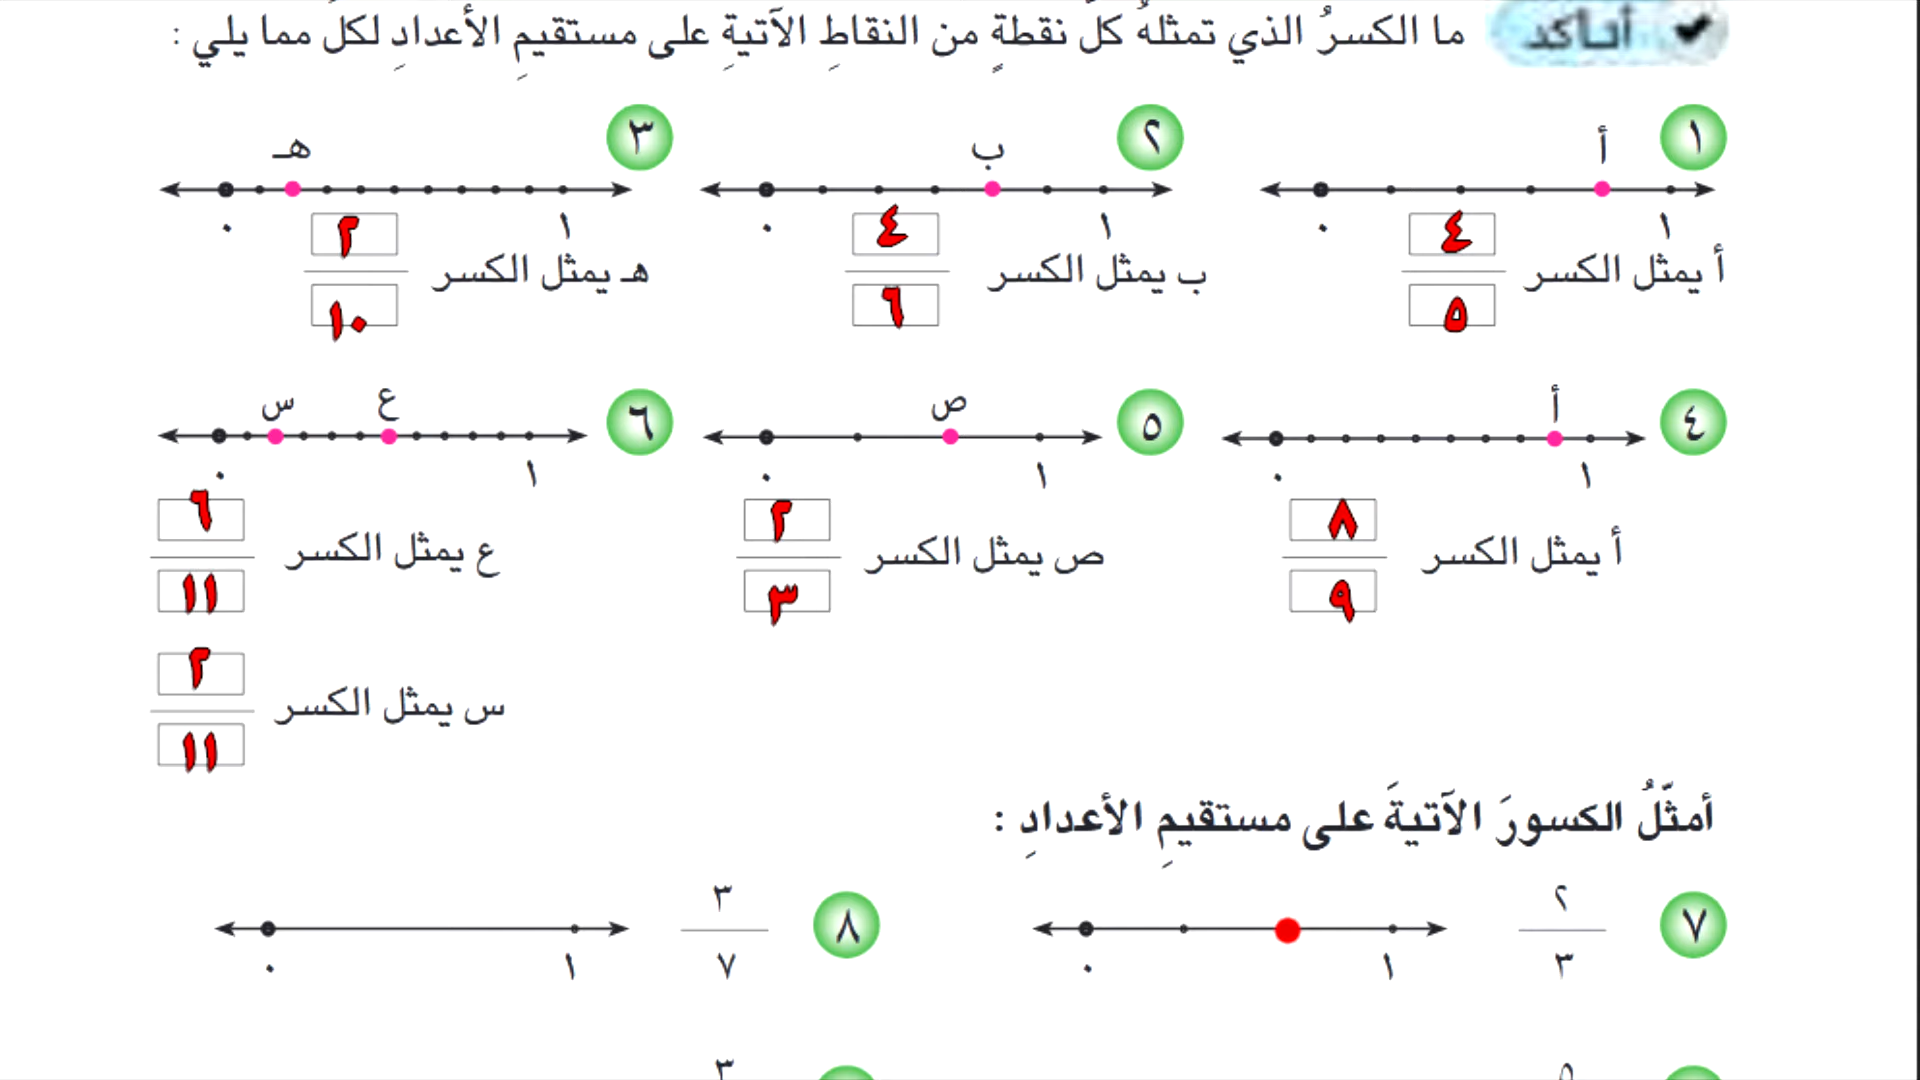 أتأكد ما الكسرُ الذي تمثلهُ كلُّ نقطةٍ من النقاطِ الآتيةِ على مستقيمِ الأعدادِ لكلٍّ مما يلي :
١ أ ٠ ١
أ يمثل الكسر ٤ ٥
٢ ب ٠ ١
ب يمثل الكسر ٤ ٦
٣ هـ ٠ ١
هـ يمثل الكسر ٢ ١٠
٤ أ ٠ ١
أ يمثل الكسر ٨ ٩
٥ ص ٠ ١
ص يمثل الكسر ٢ ٣
٦ س ع ٠ ١
ع يمثل الكسر ٦ ١١
س يمثل الكسر ٢ ١١
أمثّلُ الكسورَ الآتيةَ على مستقيمِ الأعدادِ :
٧ ٢ ٣ ٠ ١
٨ ٣ ٧ ٠ ١